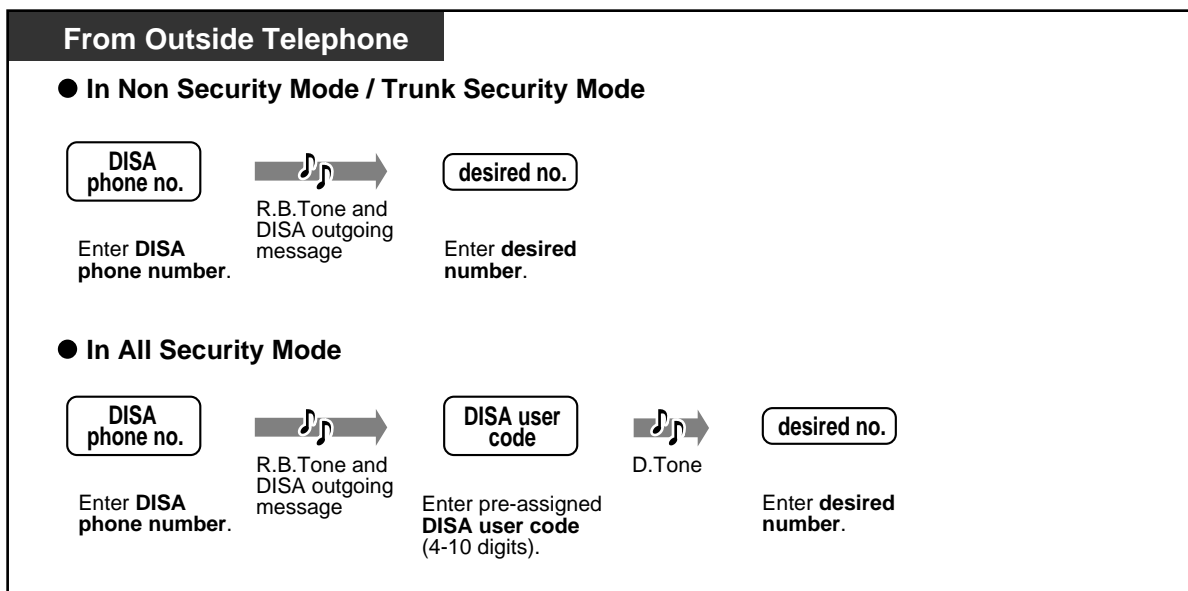 From Outside Telephone
● In Non Security Mode / Trunk Security Mode
DISA
phone no.
R.B.Tone and
DISA outgoing
message
desired no.
Enter DISA
phone number.
Enter desired
number.
● In All Security Mode
DISA
phone no.
R.B.Tone and
DISA outgoing
message
DISA user
code
D.Tone
desired no.
Enter DISA
phone number.
Enter pre-assigned
DISA user code
(4-10 digits).
Enter desired
number.